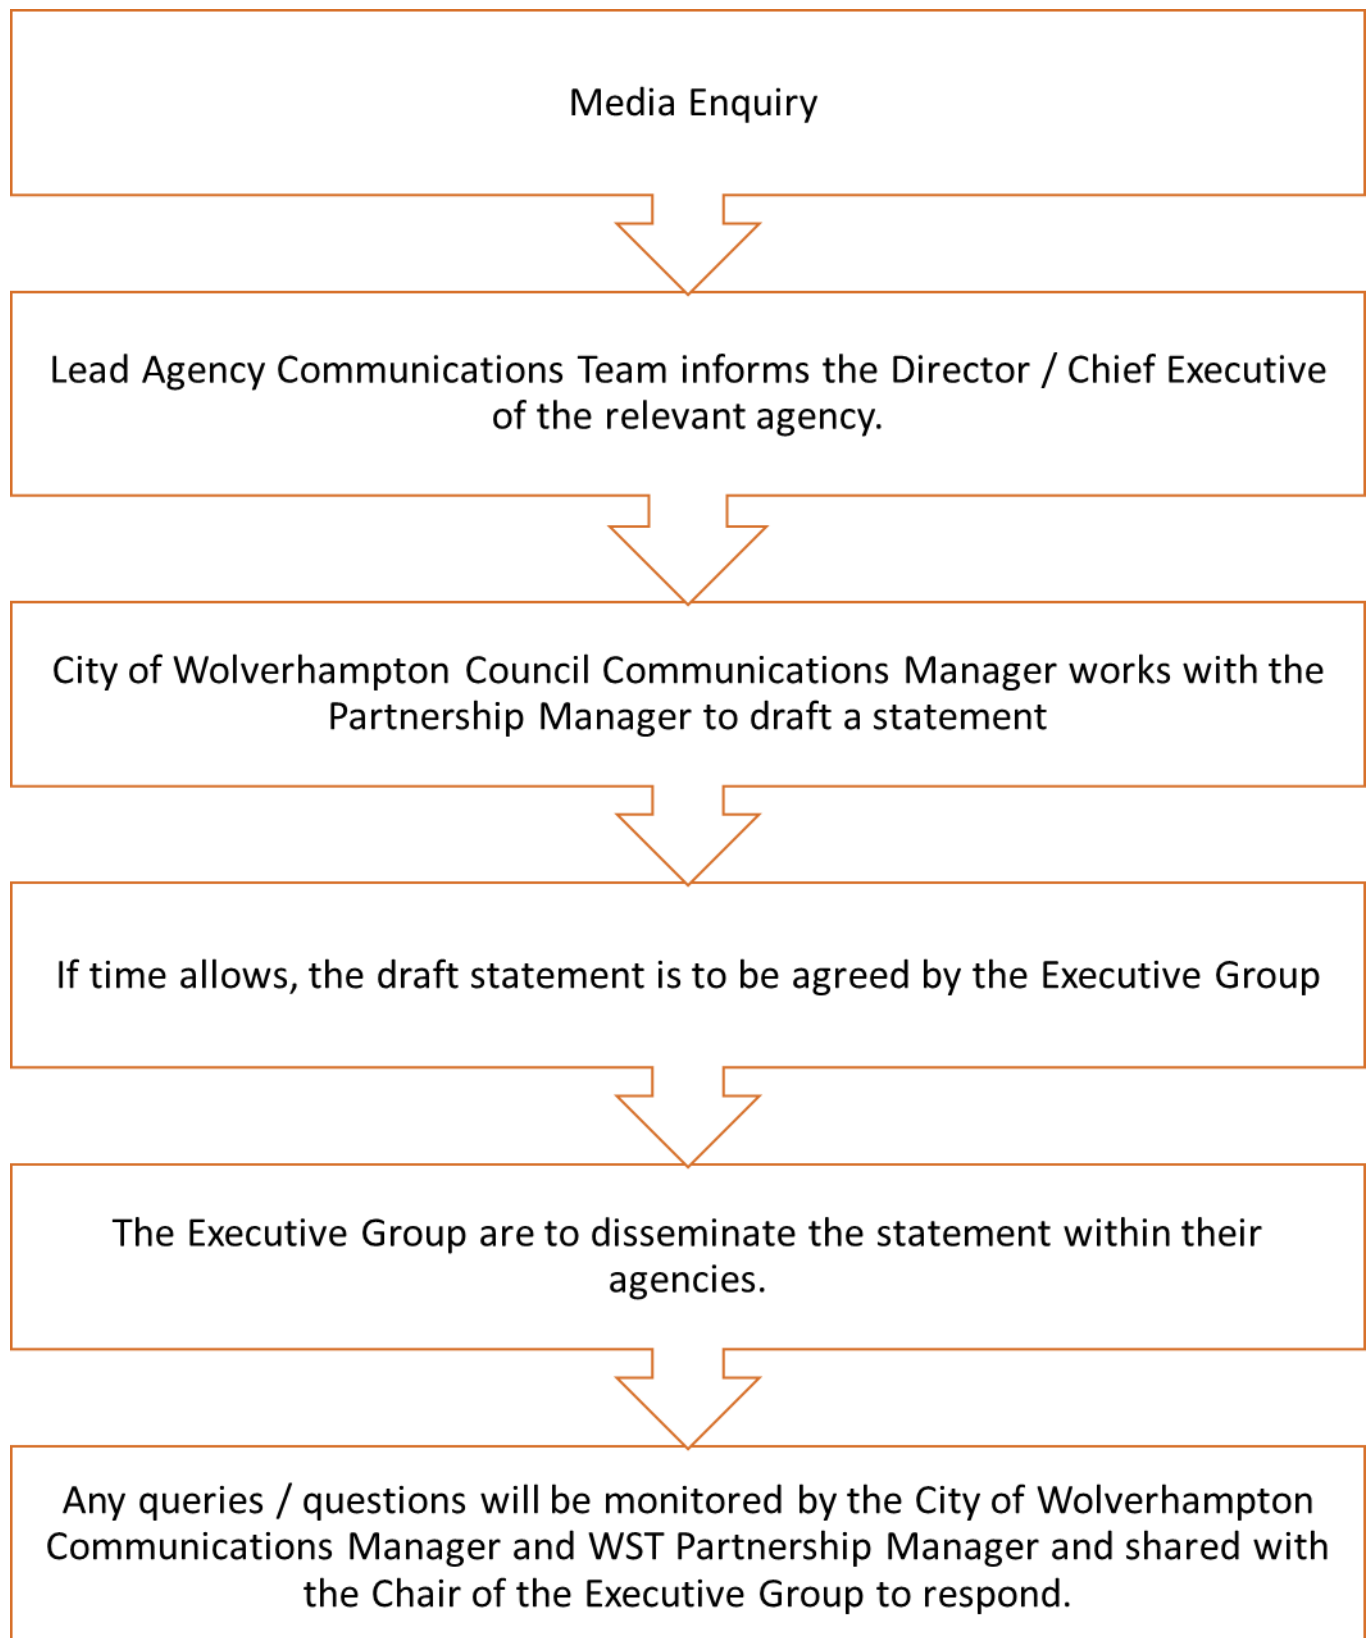 Media Enquiry
Lead Agency Communications Team informs the Director / Chief Executive
of the relevant agency.
City of Wolverhampton Council Communications Manager works with the
Partnership Manager to draft a statement
If time allows, the draft statement is to be agreed by the Executive Group
The Executive Group are to disseminate the statement within their
agencies.
Any queries / questions will be monitored by the City of Wolverhampton
Communications Manager and WST Partnership Manager and shared with
the Chair of the Executive Group to respond.